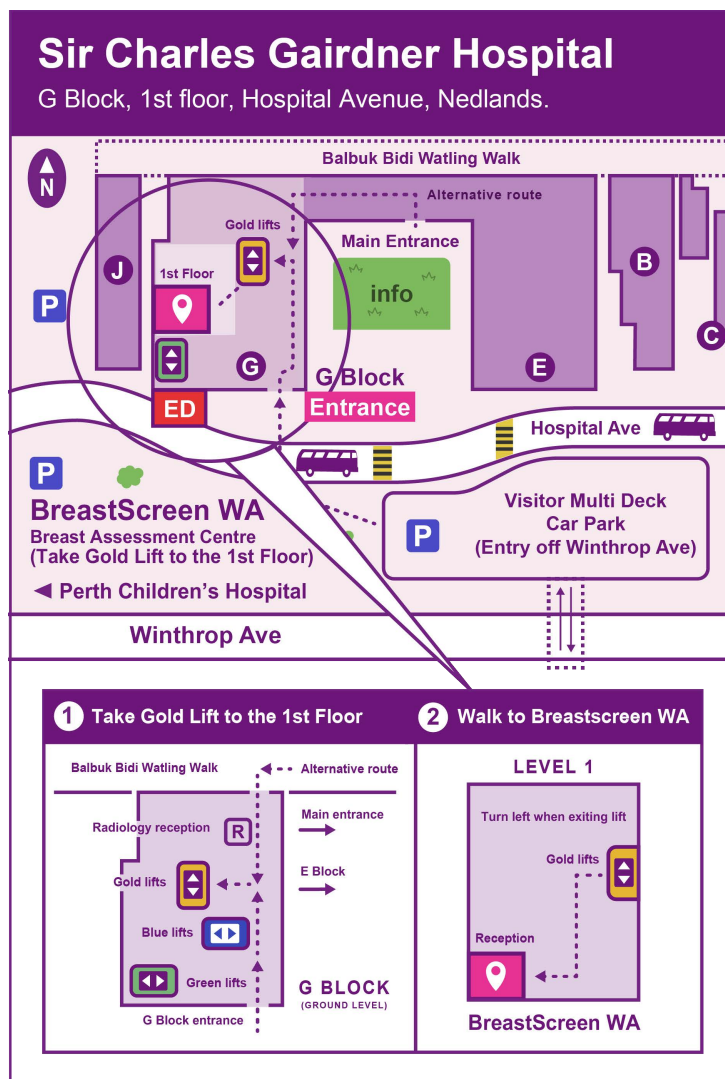 Sir Charles Gairdner Hospital
G Block, 1st floor, Hospital Avenue, Nedlands.
Balbuk Bidi Watling Walk
N
Alternative route
Gold lifts
Main Entrance
J
1st Floor
B
P
info
C
G
E
G Block
ED
Entrance
Hospital Ave
P
BreastScreen WA
Breast Assessment Centre
(Take Gold Lift to the 1st Floor)
Visitor Multi Deck
Car Park
(Entry off Winthrop Ave)
P
◄ Perth Children's Hospital
Winthrop Ave
1 Take Gold Lift to the 1st Floor
Balbuk Bidi Watling Walk
Alternative route
Radiology reception
R
Main entrance
Gold lifts
E Block
Blue lifts
Green lifts
G BLOCK
(GROUND LEVEL)
G Block entrance
2 Walk to Breastscreen WA
LEVEL 1
Turn left when exiting lift
Gold lifts
Reception
BreastScreen WA